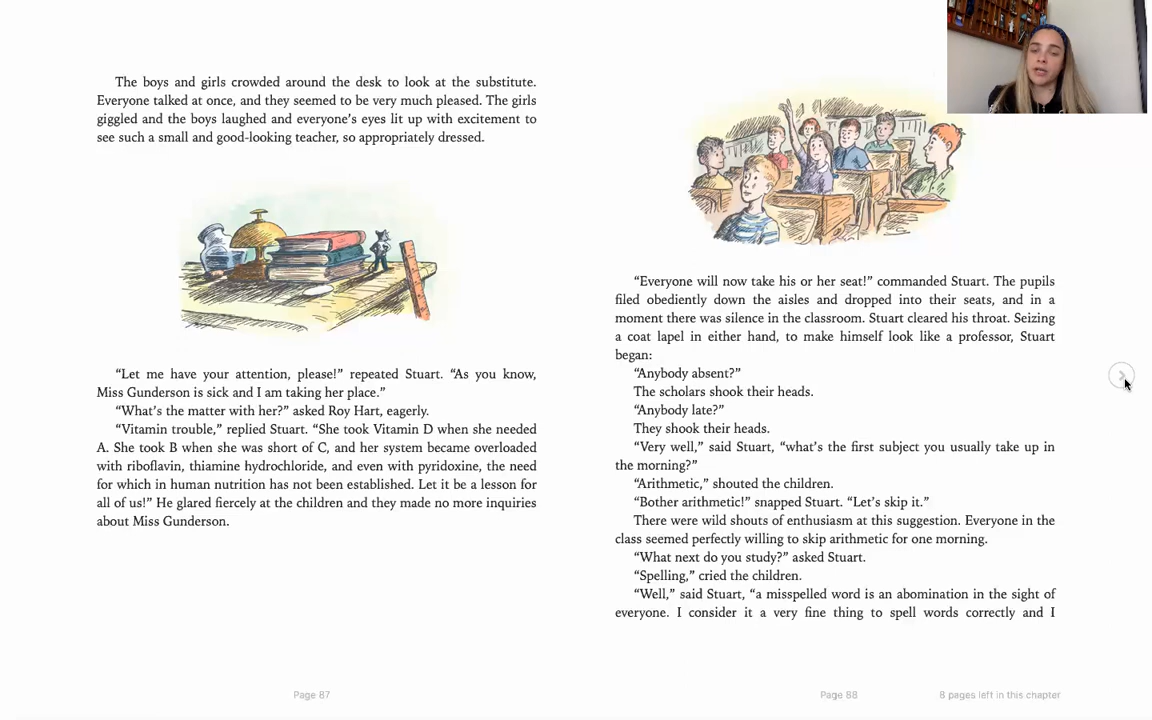 The boys and girls crowded around the desk to look at the substitute.
Everyone talked at once, and they seemed to be very much pleased. The girls
giggled and the boys laughed and everyone's eyes lit up with excitement to
see such a small and good-looking teacher, so appropriately dressed.
“Let me have your attention, please!” repeated Stuart. “As you know,
Miss Gunderson is sick and I am taking her place.”
“What's the matter with her?” asked Roy Hart, eagerly.
“Vitamin trouble,” replied Stuart. “She took Vitamin D when she needed
A. She took B when she was short of C, and her system became overloaded
with riboflavin, thiamine hydrochloride, and even with pyridoxine, the need
for which in human nutrition has not been established. Let it be a lesson for
all of us!” He glared fiercely at the children and they made no more inquiries
about Miss Gunderson.
Page 87
“Everyone will now take his or her seat!” commanded Stuart. The pupils
filed obediently down the aisles and dropped into their seats, and in a
moment there was silence in the classroom. Stuart cleared his throat. Seizing
a coat lapel in either hand, to make himself look like a professor, Stuart
began:
“Anybody absent?”
The scholars shook their heads.
“Anybody late?”
They shook their heads.
“Very well,” said Stuart, “what's the first subject you usually take up in
the morning?”
“Arithmetic,” shouted the children.
“Bother arithmetic!” snapped Stuart. “Let's skip it.”
There were wild shouts of enthusiasm at this suggestion. Everyone in the
class seemed perfectly willing to skip arithmetic for one morning.
“What next do you study?” asked Stuart.
“Spelling,” cried the children.
“Well,” said Stuart, “a misspelled word is an abomination in the sight of
everyone. I consider it a very fine thing to spell words correctly and I
Page 88
8 pages left in this chapter